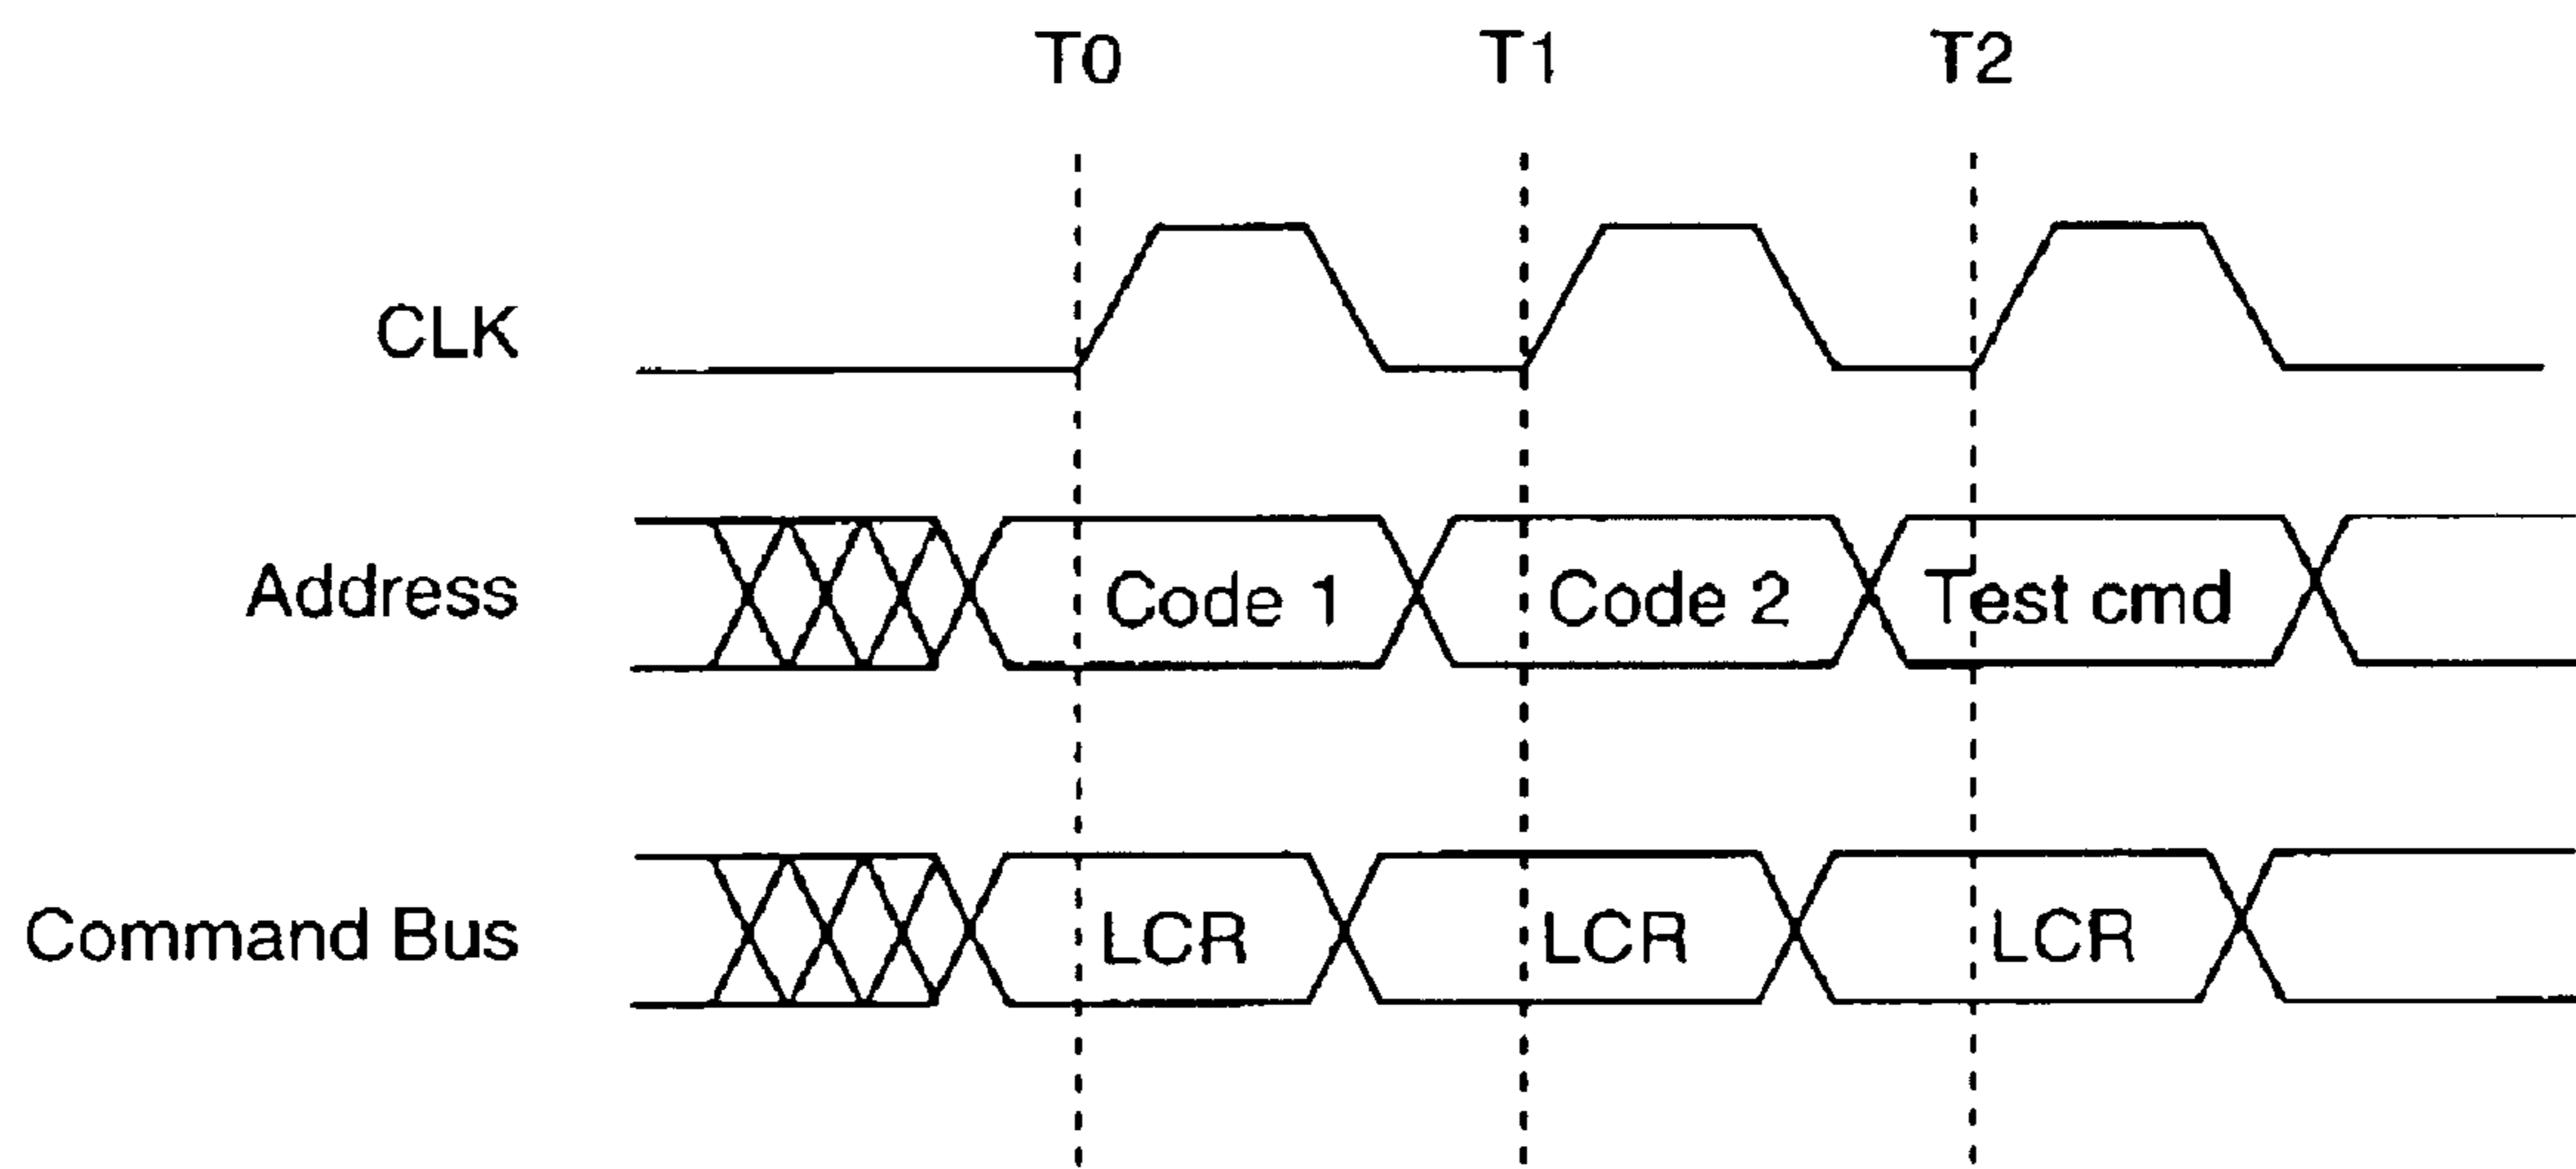 T0 T1 T2
CLK
Address Code 1 Code 2 Test cmd
Command Bus LCR LCR LCR